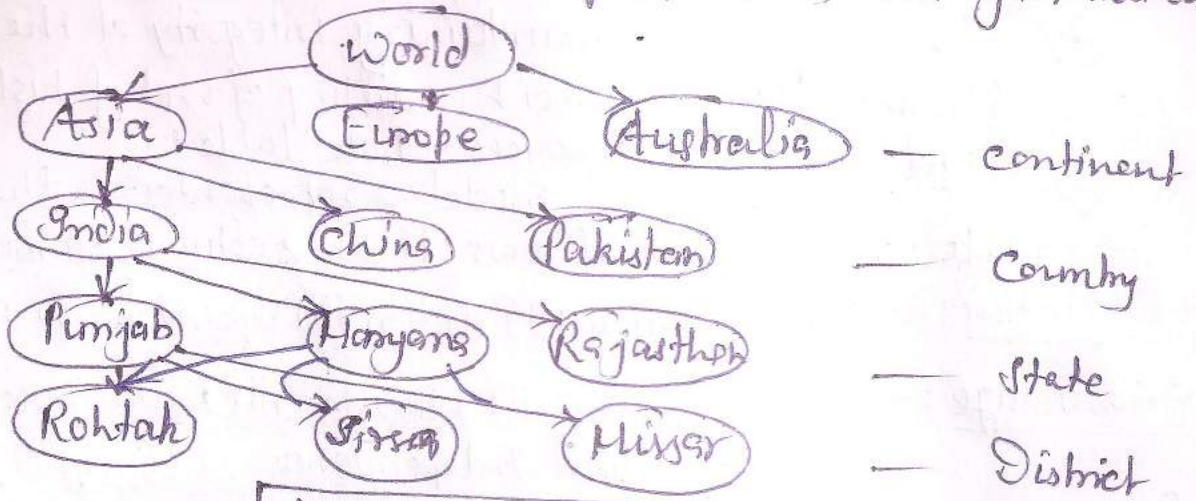 World
Asia Europe Australia — Continent
India China Pakistan — Country
Punjab Haryana Rajasthan — State
Rohtak Sirsa Hissar — District